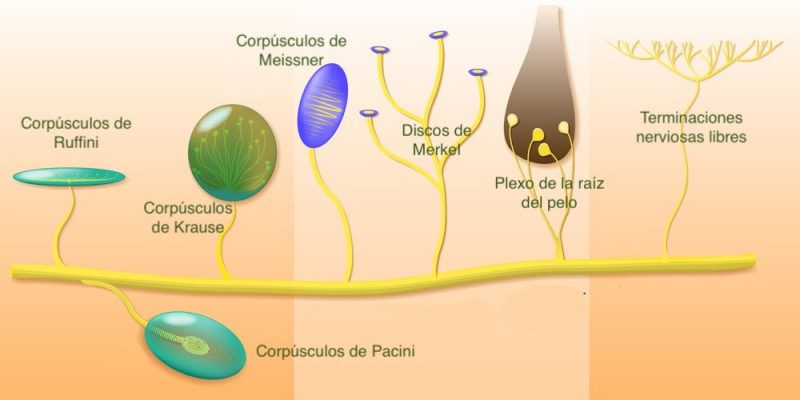 Corpúsculos de
Meissner
Corpúsculos de
Ruffini
Corpúsculos
de Krause
Discos de
Merkel
Plexo de la raíz
del pelo
Terminaciones
nerviosas libres
Corpúsculos de Pacini